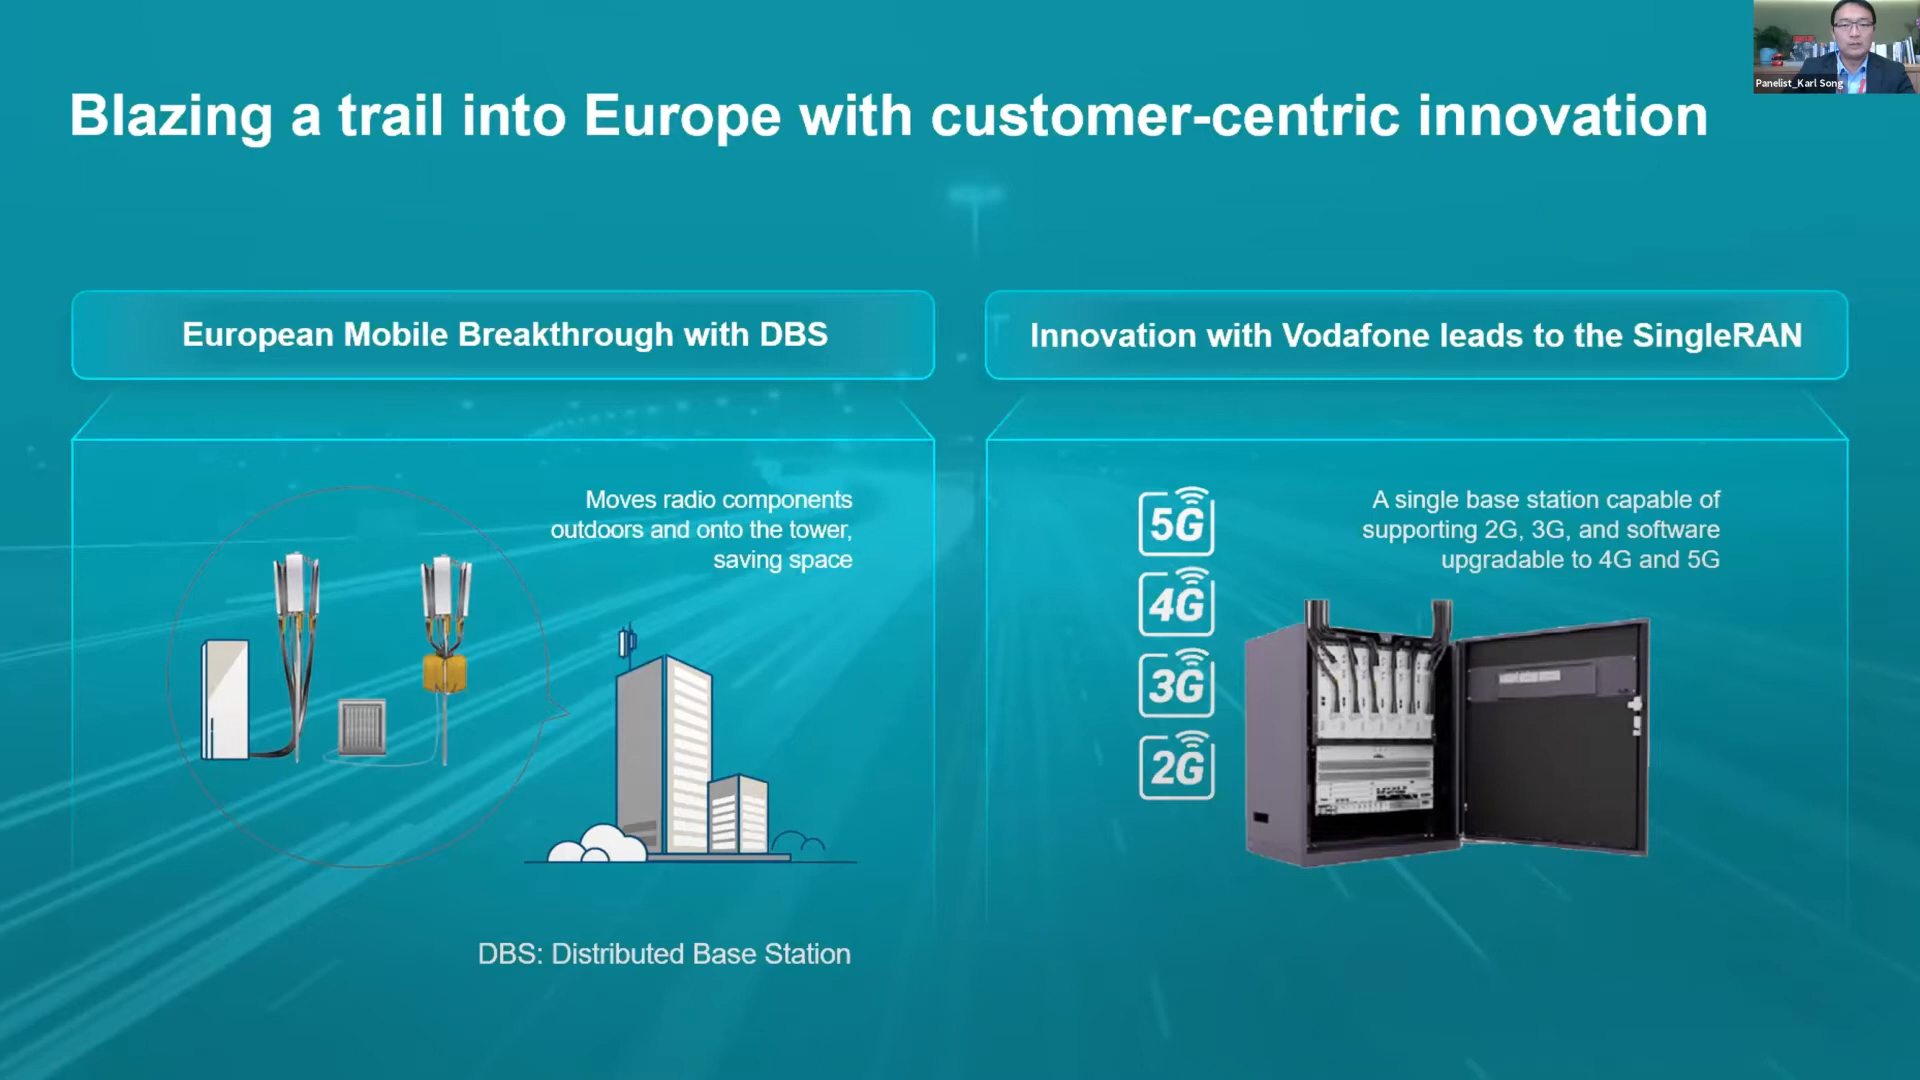 Panelist_Karl Song
Blazing a trail into Europe with customer-centric innovation
European Mobile Breakthrough with DBS
Moves radio components
outdoors and onto the tower,
saving space
DBS: Distributed Base Station
Innovation with Vodafone leads to the SingleRAN
A single base station capable of
supporting 2G, 3G, and software
upgradable to 4G and 5G
5G
4G
3G
2G